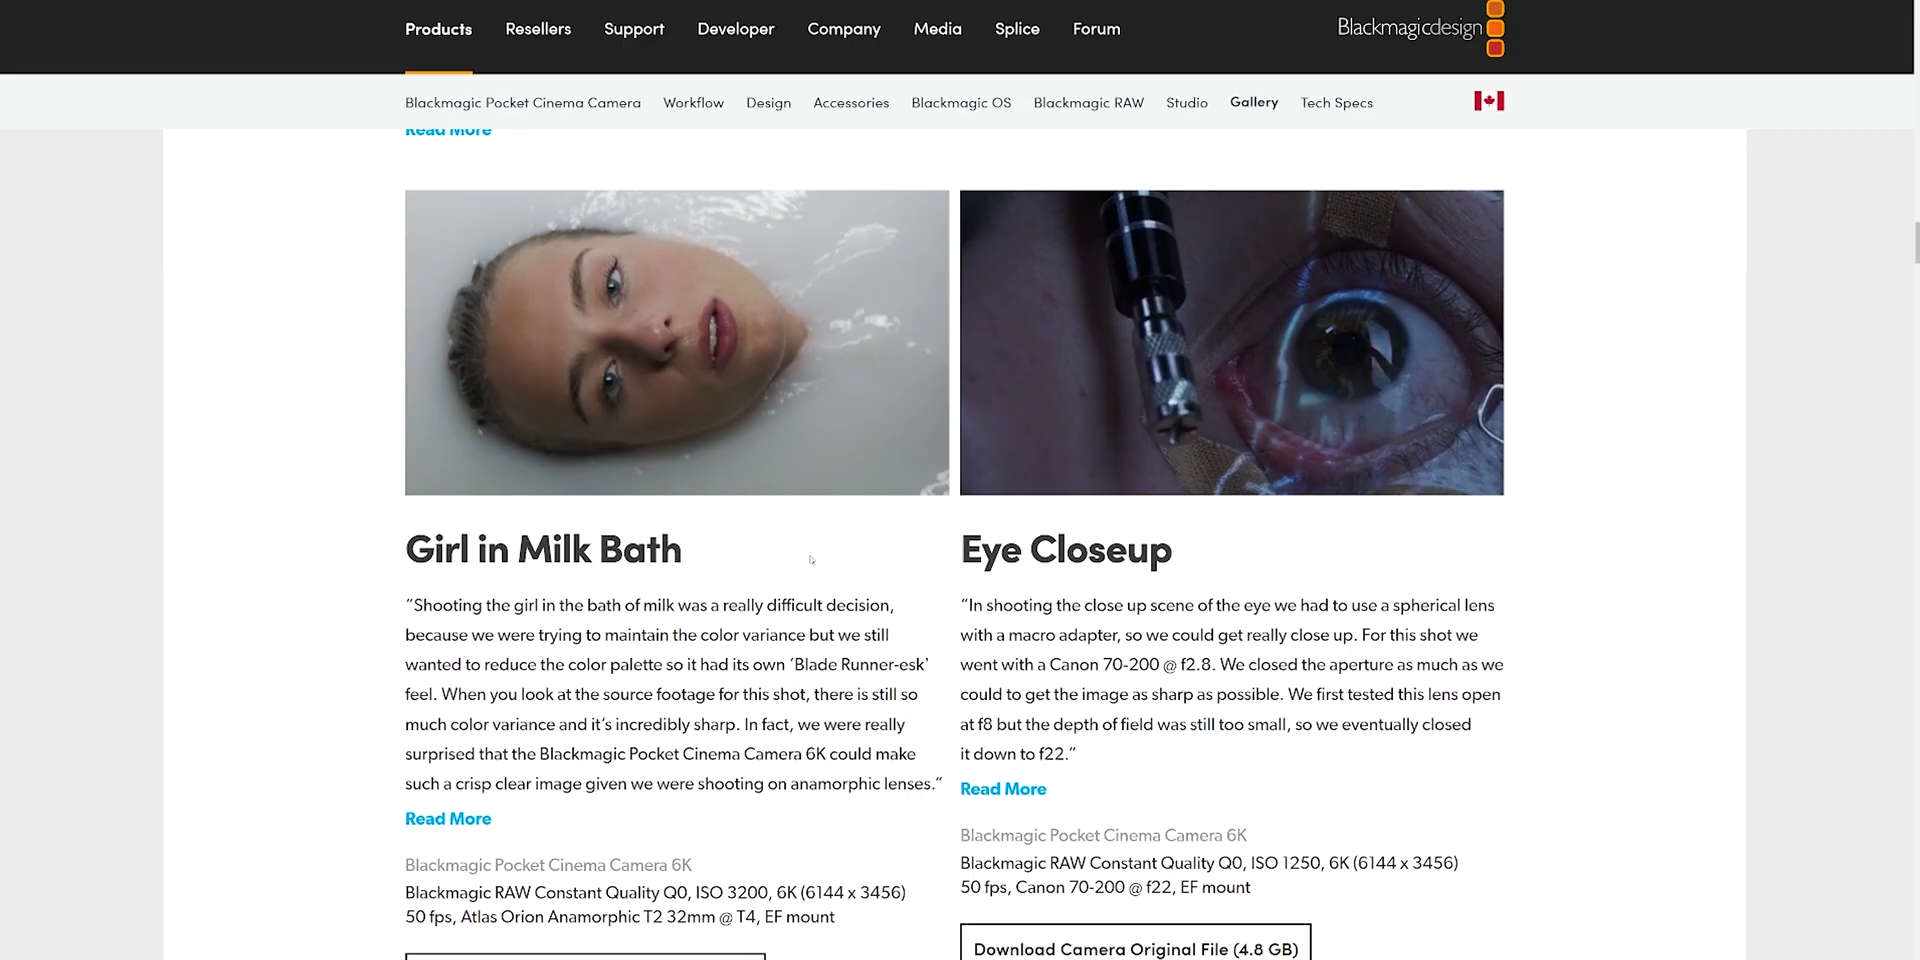 Products Resellers Support Developer Company Media Splice Forum
Blackmagicdesign
Blackmagic Pocket Cinema Camera Workflow Design Accessories Blackmagic OS Blackmagic RAW Studio Gallery Tech Specs
Read More
Girl in Milk Bath
"Shooting the girl in the bath of milk was a really difficult decision,
because we were trying to maintain the color variance but we still
wanted to reduce the color palette so it had its own 'Blade Runner-esk'
feel. When you look at the source footage for this shot, there is still so
much color variance and it's incredibly sharp. In fact, we were really
surprised that the Blackmagic Pocket Cinema Camera 6K could make
such a crisp clear image given we were shooting on anamorphic lenses."
Read More
Blackmagic Pocket Cinema Camera 6K
Blackmagic RAW Constant Quality Q0, ISO 3200, 6K (6144 x 3456)
50 fps, Atlas Orion Anamorphic T2 32mm @ T4, EF mount
Eye Closeup
"In shooting the close up scene of the eye we had to use a spherical lens
with a macro adapter, so we could get really close up. For this shot we
went with a Canon 70-200 @ f2.8. We closed the aperture as much as we
could to get the image as sharp as possible. We first tested this lens open
at f8 but the depth of field was still too small, so we eventually closed
it down to f22."
Read More
Blackmagic Pocket Cinema Camera 6K
Blackmagic RAW Constant Quality Q0, ISO 1250, 6K (6144 x 3456)
50 fps, Canon 70-200 @ f22, EF mount
Download Camera Original File (4.8 GB)